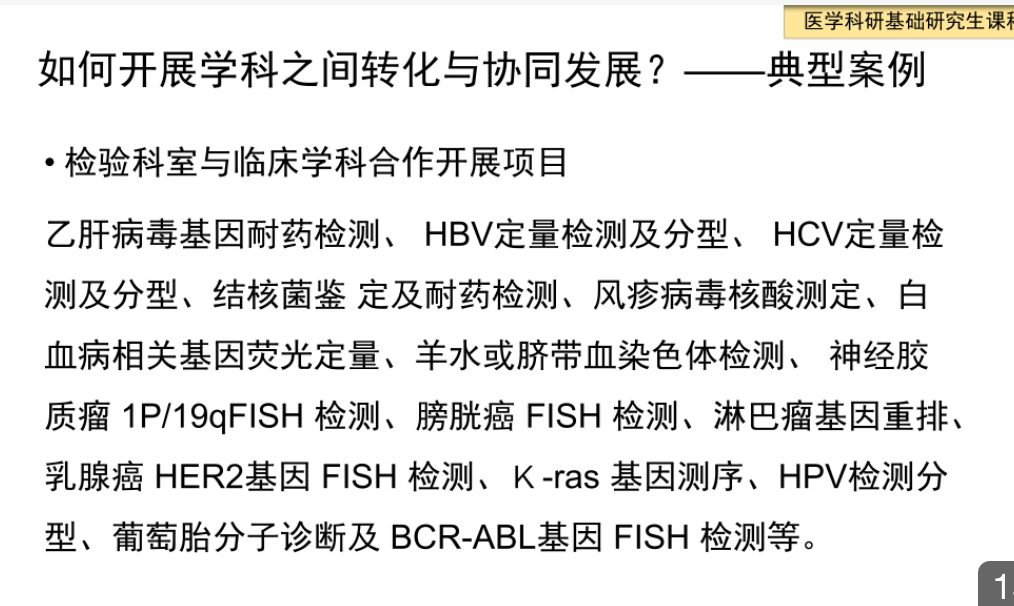 医学科研基础研究生课
如何开展学科之间转化与协同发展？——典型案例
• 检验科室与临床学科合作开展项目
乙肝病毒基因耐药检测、 HBV定量检测及分型、 HCV定量检
测及分型、结核菌鉴 定及耐药检测、风疹病毒核酸测定、白
血病相关基因荧光定量、羊水或脐带血染色体检测、 神经胶
质瘤 1P/19qFISH 检测、膀胱癌 FISH 检测、淋巴瘤基因重排、
乳腺癌 HER2基因 FISH 检测、K -ras 基因测序、HPV检测分
型、葡萄胎分子诊断及 BCR-ABL基因 FISH 检测等。